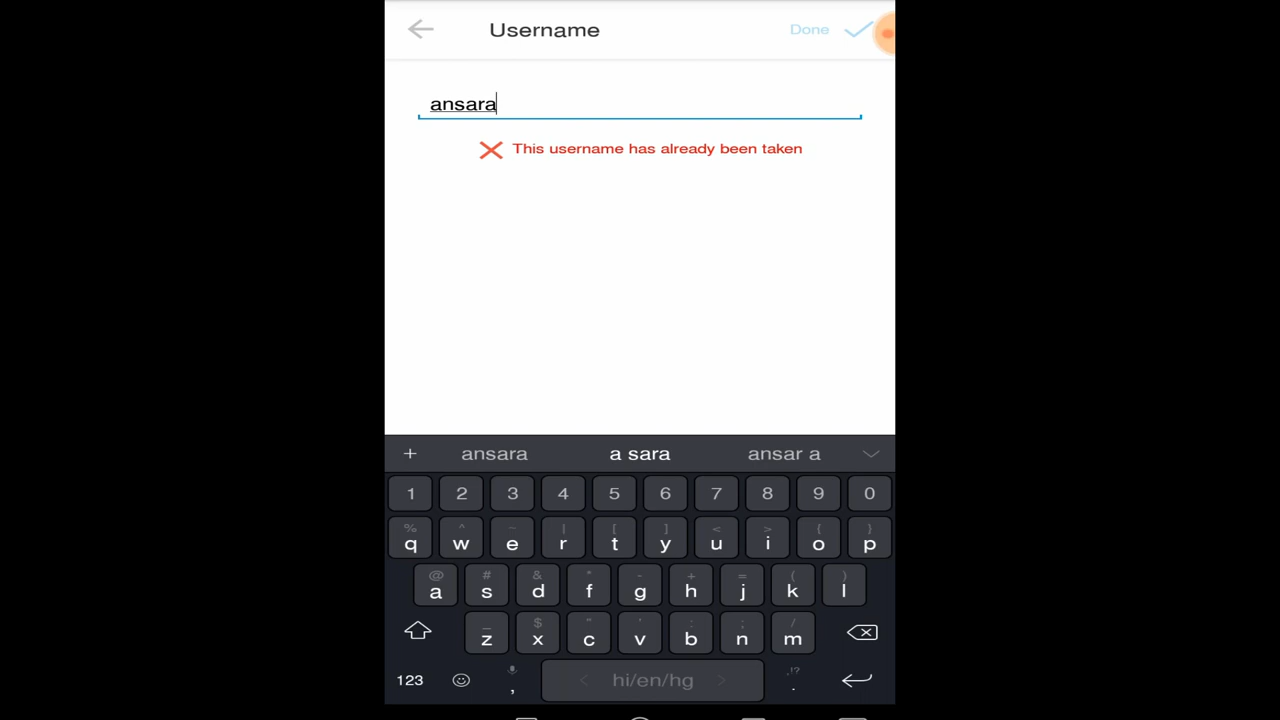 Username Done
ansara
This username has already been taken
+ ansara a sara ansar a
1 2 3 4 5 6 7 8 9 0
% ^ ~ | [ ] < > { }
q w e r t y u i o p
@ # & * - + = ( )
a s d f g h j k l
_ $ " ' : ; /
z x c v b n m
123 , < hi/en/hg > ,!? .